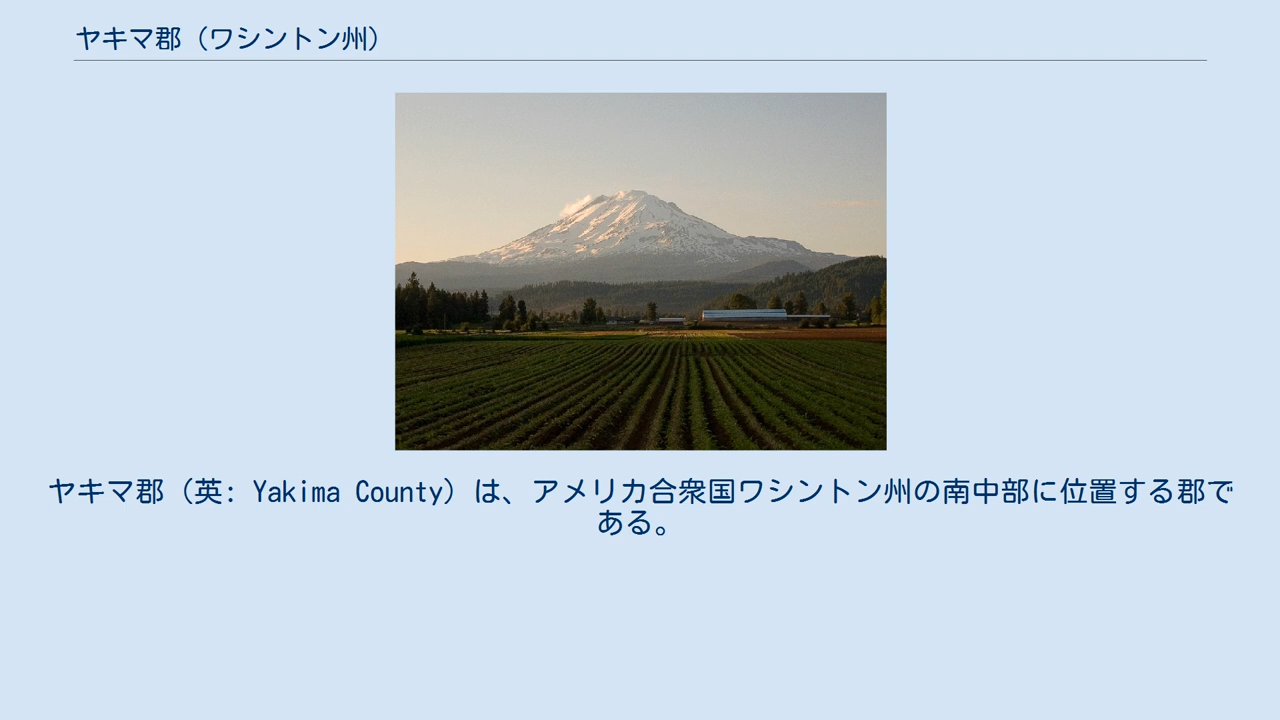 ヤキマ郡（ワシントン州）
ヤキマ郡（英: Yakima County）は、アメリカ合衆国ワシントン州の南中部に位置する郡で
ある。